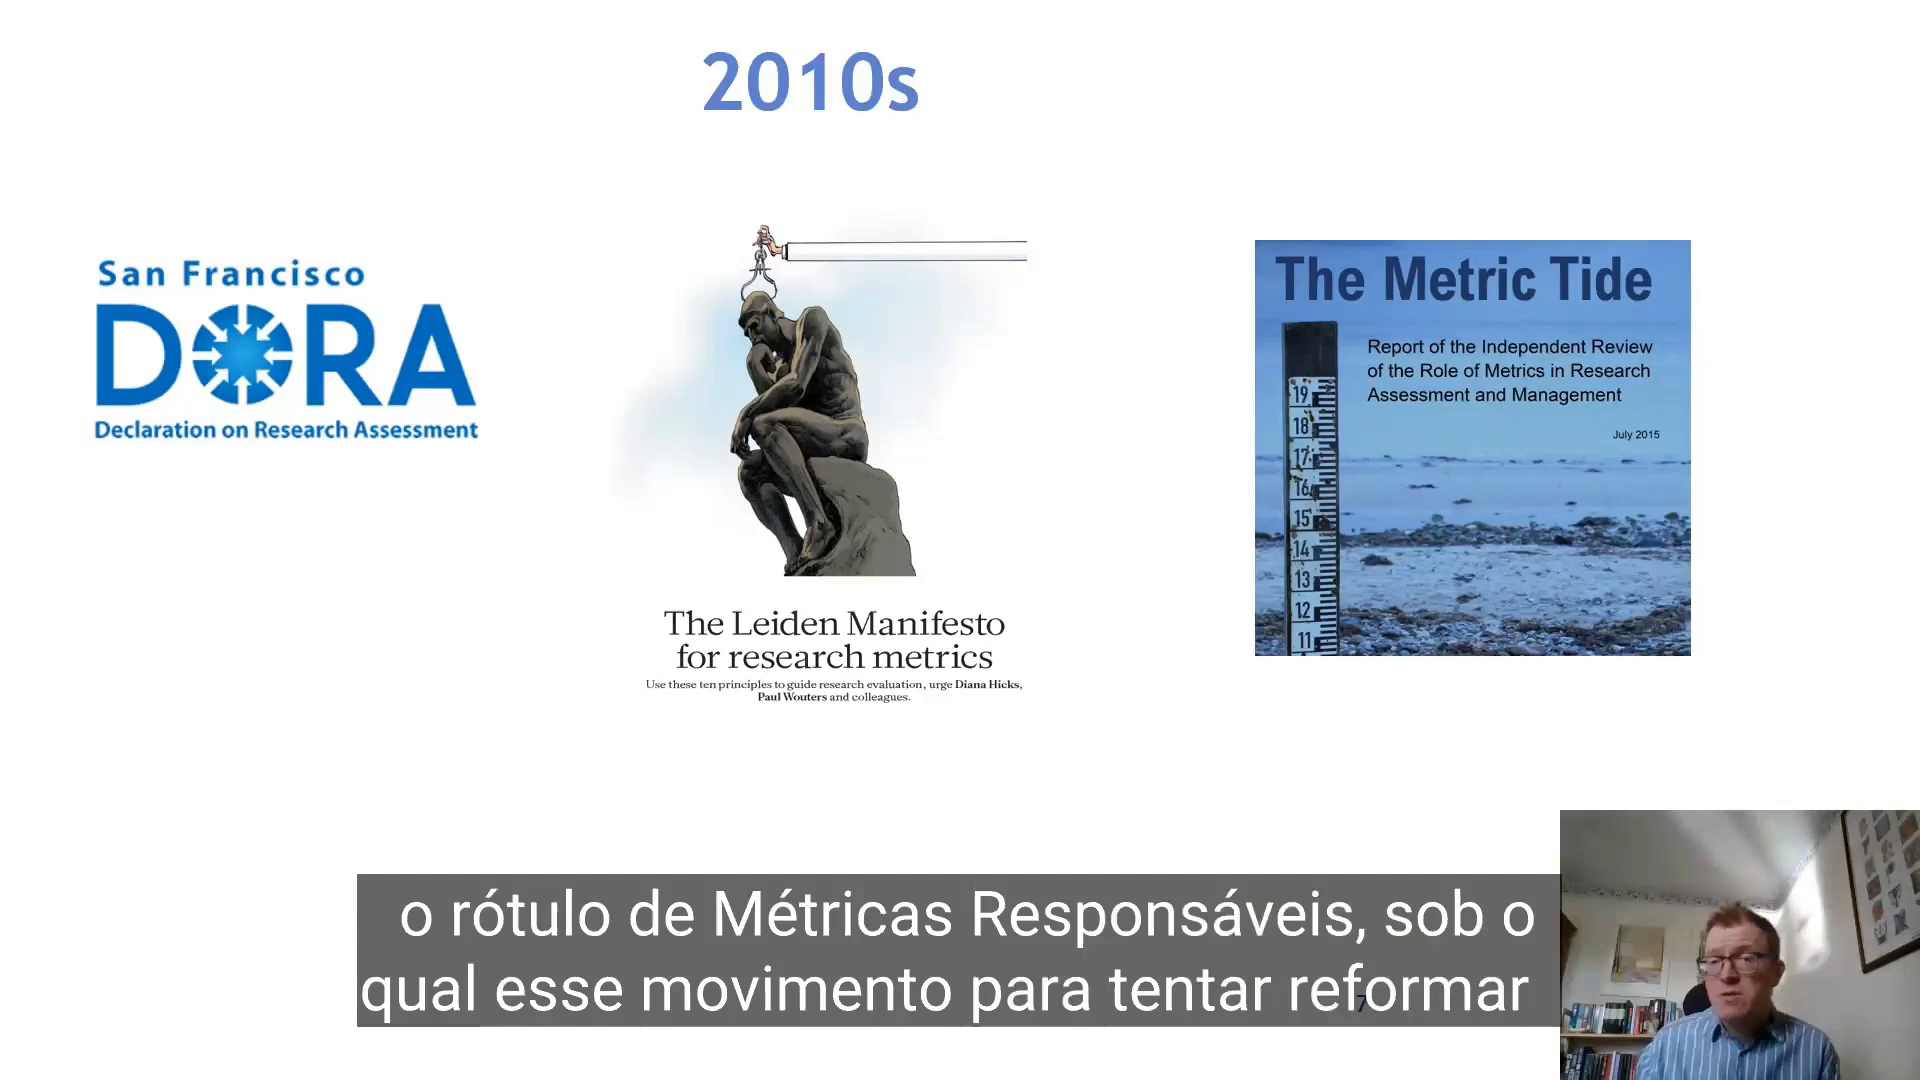 2010s
San Francisco
DORA
Declaration on Research Assessment
The Leiden Manifesto
for research metrics
Use these ten principles to guide research evaluation, urge Diana Hicks,
Paul Wouters and colleagues.
The Metric Tide
Report of the Independent Review
of the Role of Metrics in Research
Assessment and Management
July 2015
19
18
17
16
15
14
13
12
11
o rótulo de Métricas Responsáveis, sob o
qual esse movimento para tentar reformar
7